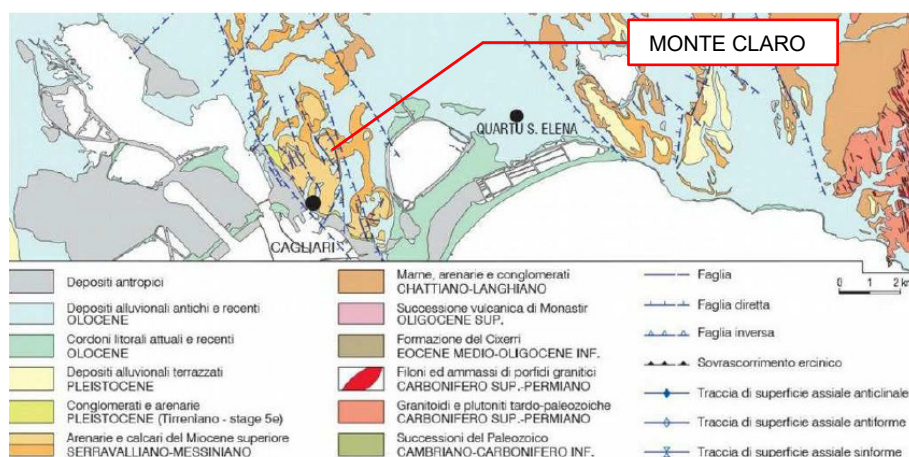 MONTE CLARO
QUARTU S. ELENA
CAGLIARI
Depositi antropici
Depositi alluvionali antichi e recenti
OLOCENE
Cordoni litorali attuali e recenti
OLOCENE
Depositi alluvionali terrazzati
PLEISTOCENE
Conglomerati e arenarie
PLEISTOCENE (Tirreniano - stage 5e)
Arenarie e calcari del Miocene superiore
SERRAVALLIANO-MESSINIANO
Marne, arenarie e conglomerati
CHATTIANO-LANGHIANO
Successione vulcanica di Monastir
OLIGOCENE SUP.
Formazione del Cixerri
EOCENE MEDIO-OLIGOCENE INF.
Filoni ed ammassi di porfidi granitici
CARBONIFERO SUP.-PERMIANO
Granitoidi e plutoniti tardo-paleozoiche
CARBONIFERO SUP.-PERMIANO
Successioni del Paleozoico
CAMBRIANO-CARBONIFERO INF.
Faglia
Faglia diretta
Faglia inversa
Sovrascorrimento ercinico
Traccia di superficie assiale anticlinale
Traccia di superficie assiale antiforme
Traccia di superficie assiale sinforme
0 1 2 km